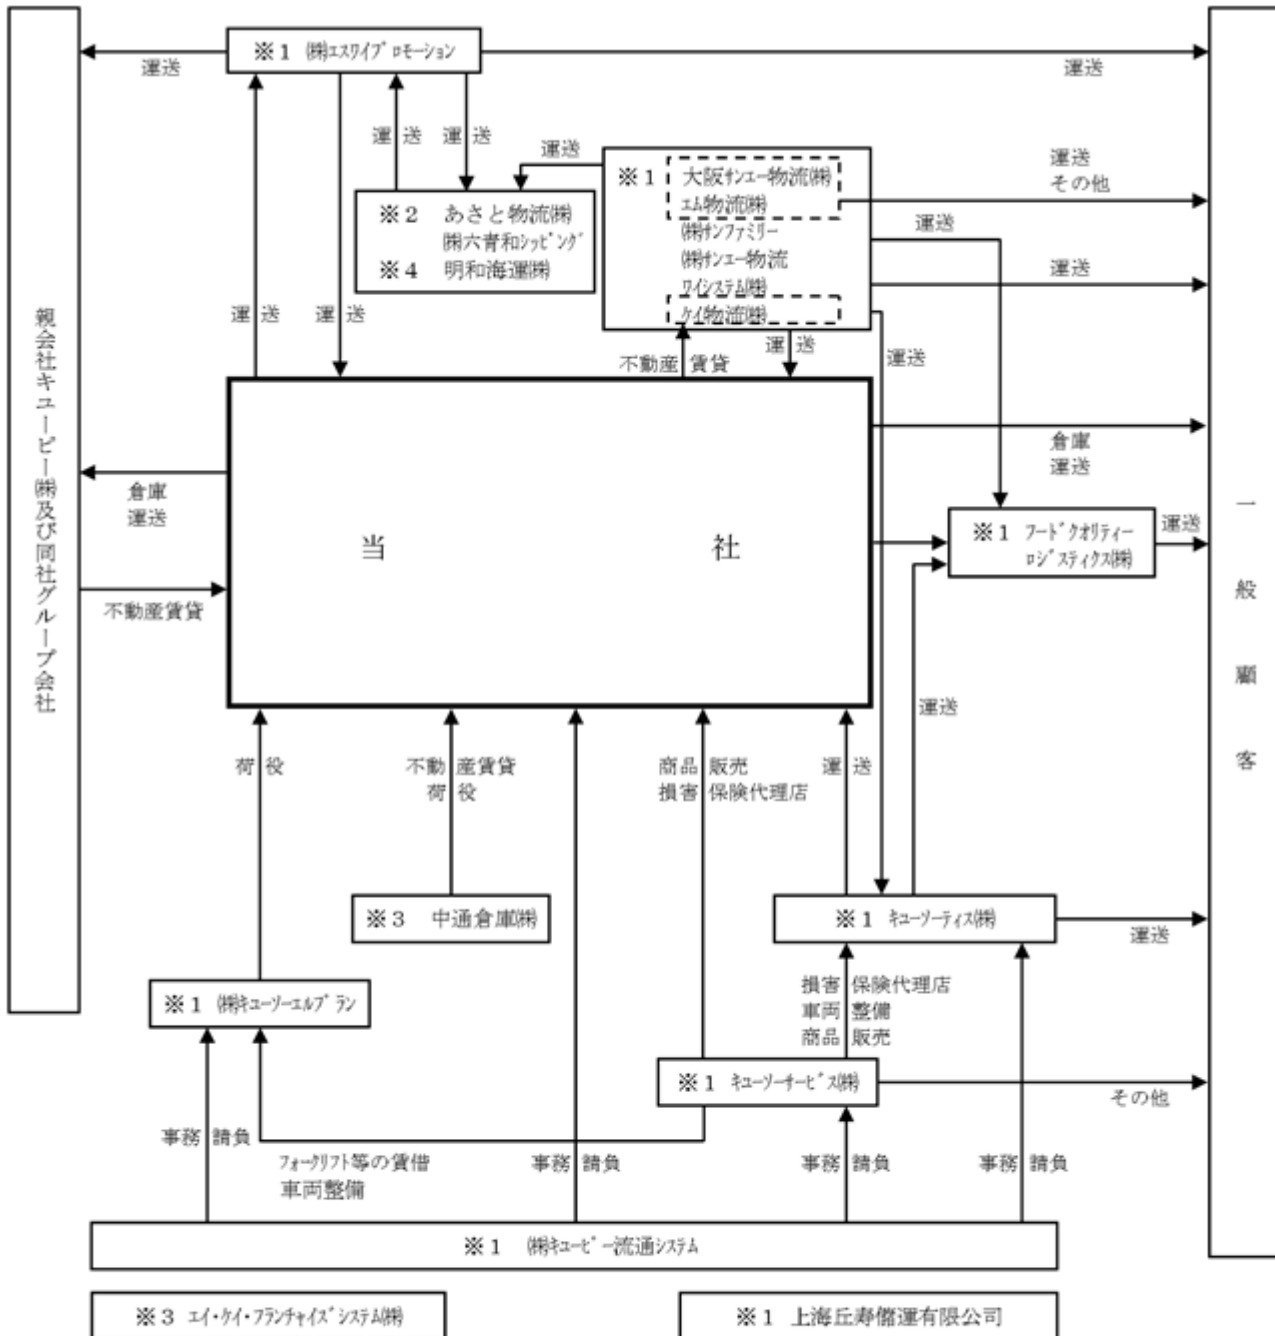 ※１ ㈱エスワイプロモーション
運送
運送
運送
運送
運送
※１ 大阪サンエー物流㈱
エム物流㈱
㈱サンファミリー
㈱サンエー物流
ワイシステム㈱
ケイ物流㈱
運送
その他
※２ あさと物流㈱
㈱六青和シッピング
※４ 明和海運㈱
運送
運送
運送
運送
不動産賃貸
運送
運送
親会社キユーピー㈱及び同社グループ会社
倉庫
運送
倉庫
運送
当社
※１ フードクオリティー
ロジスティクス㈱
運送
一般顧客
不動産賃貸
運送
荷役
不動産賃貸
荷役
商品販売
損害保険代理店
運送
※３ 中通倉庫㈱
※１ キユーソーティス㈱
運送
※１ ㈱キユーソーエルプラン
損害保険代理店
車両整備
商品販売
※１ キユーソーサービス㈱
その他
事務請負
フォークリフト等の賃借
車両整備
事務請負
事務請負
事務請負
※１ ㈱キユーピー流通システム
※３ エイ・ケイ・フランチャイズシステム㈱
※１ 上海丘寿儲運有限公司